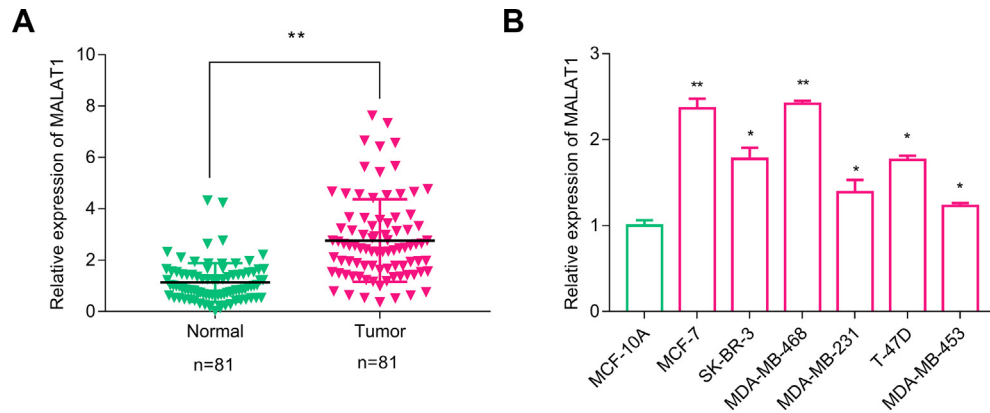 A
Relative expression of MALAT1
10
8
6
4
2
0
**
Normal
Tumor
n=81
n=81
B
Relative expression of MALAT1
3
2
1
0
**
*
**
*
*
*
MCF-10A
MCF-7
SK-BR-3
MDA-MB-468
MDA-MB-231
T-47D
MDA-MB-453